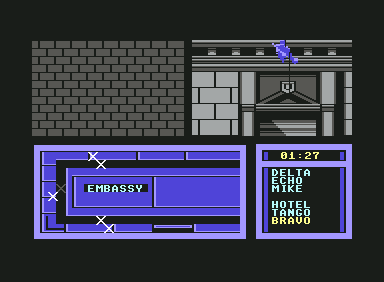 EMBASSY
01:27
DELTA
ECHO
MIKE
HOTEL
TANGO
BRAVO